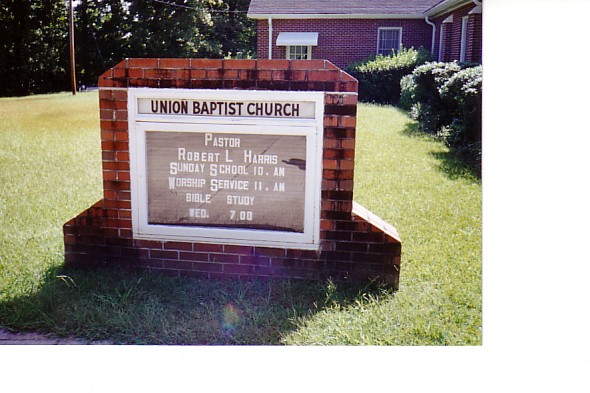 UNION BAPTIST CHURCH
PASTOR
ROBERT L HARRIS
SUNDAY SCHOOL 10.AM
WORSHIP SERVICE 11.AM
BIBLE STUDY
WED. 7.00